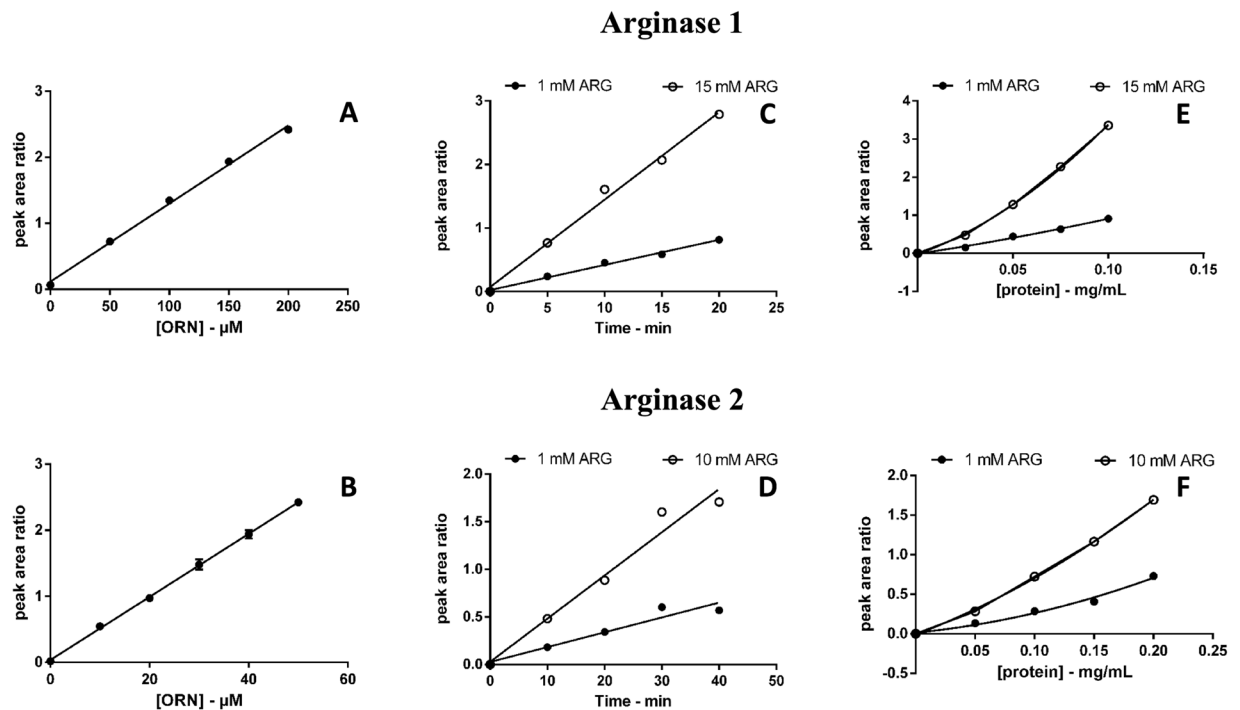 Arginase 1
A
peak area ratio
3
2
1
0
0 50 100 150 200 250
[ORN] - µM
1 mM ARG 15 mM ARG
C
peak area ratio
3
2
1
0
0 5 10 15 20 25
Time - min
1 mM ARG 15 mM ARG
E
peak area ratio
4
3
2
1
0
-1
0.05 0.10 0.15
[protein] - mg/mL
Arginase 2
B
peak area ratio
3
2
1
0
0 20 40 60
[ORN] - µM
1 mM ARG 10 mM ARG
D
peak area ratio
2.0
1.5
1.0
0.5
0.0
0 10 20 30 40 50
Time - min
1 mM ARG 10 mM ARG
F
peak area ratio
2.0
1.5
1.0
0.5
0.0
-0.5
0.05 0.10 0.15 0.20 0.25
[protein] - mg/mL